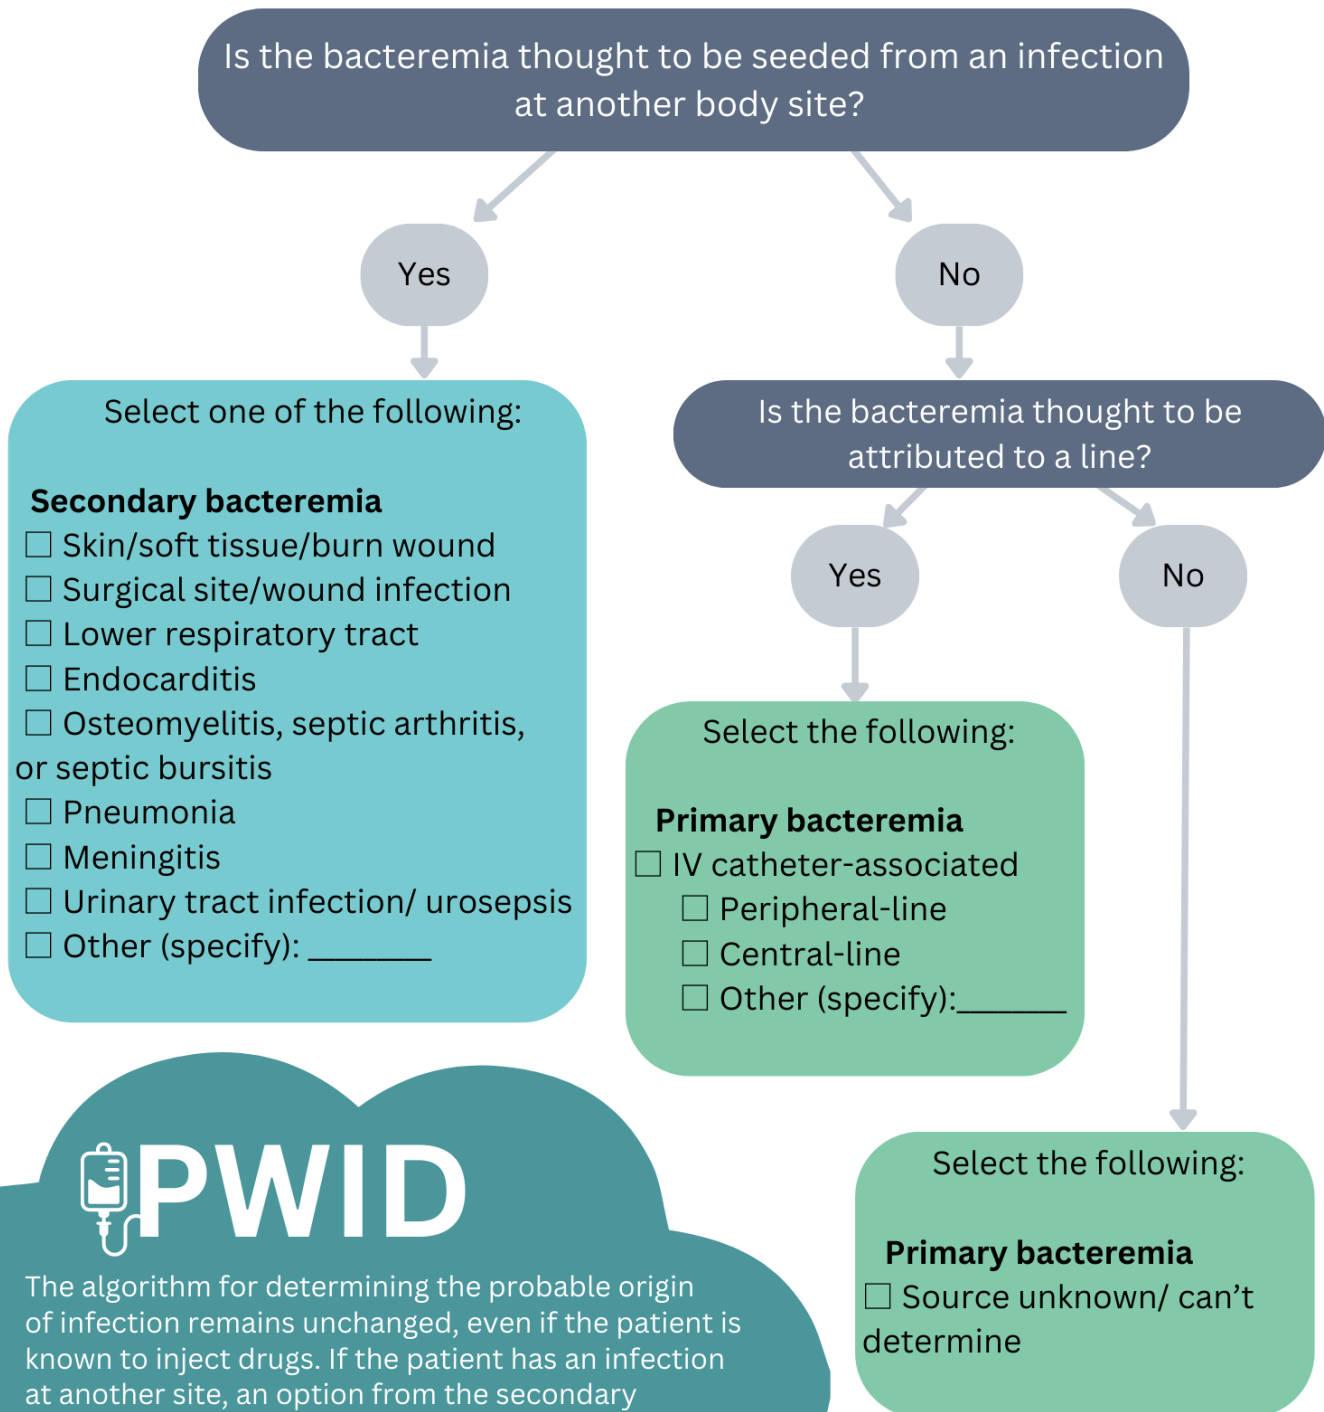 Is the bacteremia thought to be seeded from an infection
at another body site?
Yes
No
Select one of the following:
Secondary bacteremia
☐ Skin/soft tissue/burn wound
☐ Surgical site/wound infection
☐ Lower respiratory tract
☐ Endocarditis
☐ Osteomyelitis, septic arthritis,
or septic bursitis
☐ Pneumonia
☐ Meningitis
☐ Urinary tract infection/ urosepsis
☐ Other (specify): _______
Is the bacteremia thought to be
attributed to a line?
Yes
No
Select the following:
Primary bacteremia
☐ IV catheter-associated
☐ Peripheral-line
☐ Central-line
☐ Other (specify):______
Select the following:
Primary bacteremia
☐ Source unknown/ can’t
determine
PWID
The algorithm for determining the probable origin
of infection remains unchanged, even if the patient is
known to inject drugs. If the patient has an infection
at another site, an option from the secondary